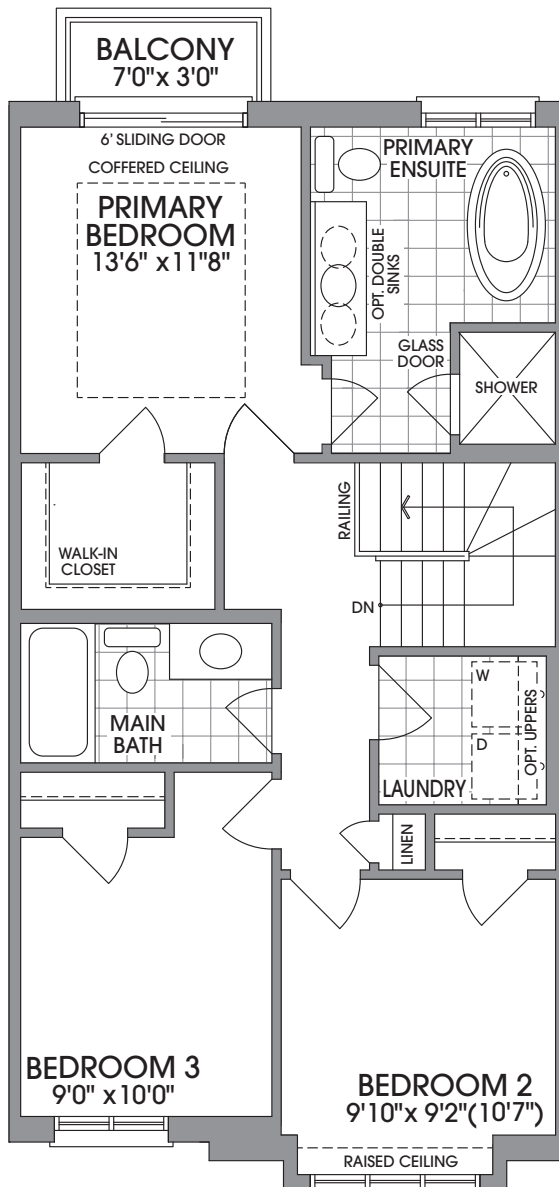 BALCONY
7'0"x 3'0"
6' SLIDING DOOR
COFFERED CEILING
PRIMARY
BEDROOM
13'6" x11"8"
PRIMARY
ENSUITE
OPT. DOUBLE
SINKS
GLASS
DOOR
SHOWER
WALK-IN
CLOSET
RAILING
DN
MAIN
BATH
W
D
OPT. UPPERS
LAUNDRY
LINEN
BEDROOM 3
9'0" x10'0"
BEDROOM 2
9'10"x 9'2"(10'7")
RAISED CEILING